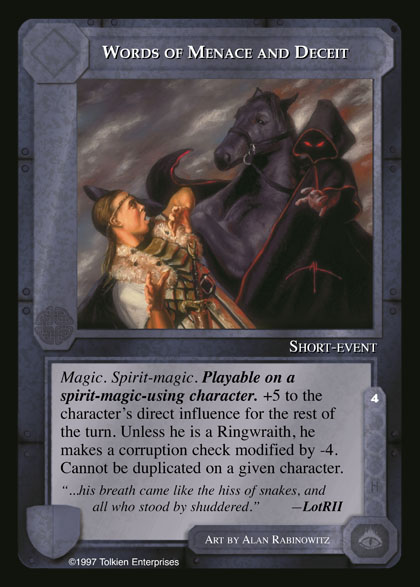 Words of Menace and Deceit
Short-event
Magic. Spirit-magic. Playable on a
spirit-magic-using character. +5 to the
character's direct influence for the rest of
the turn. Unless he is a Ringwraith, he
makes a corruption check modified by -4.
Cannot be duplicated on a given character.
4
H
“...his breath came like the hiss of snakes, and
all who stood by shuddered.” —LotRII
Art by Alan Rabinowitz
©1997 Tolkien Enterprises